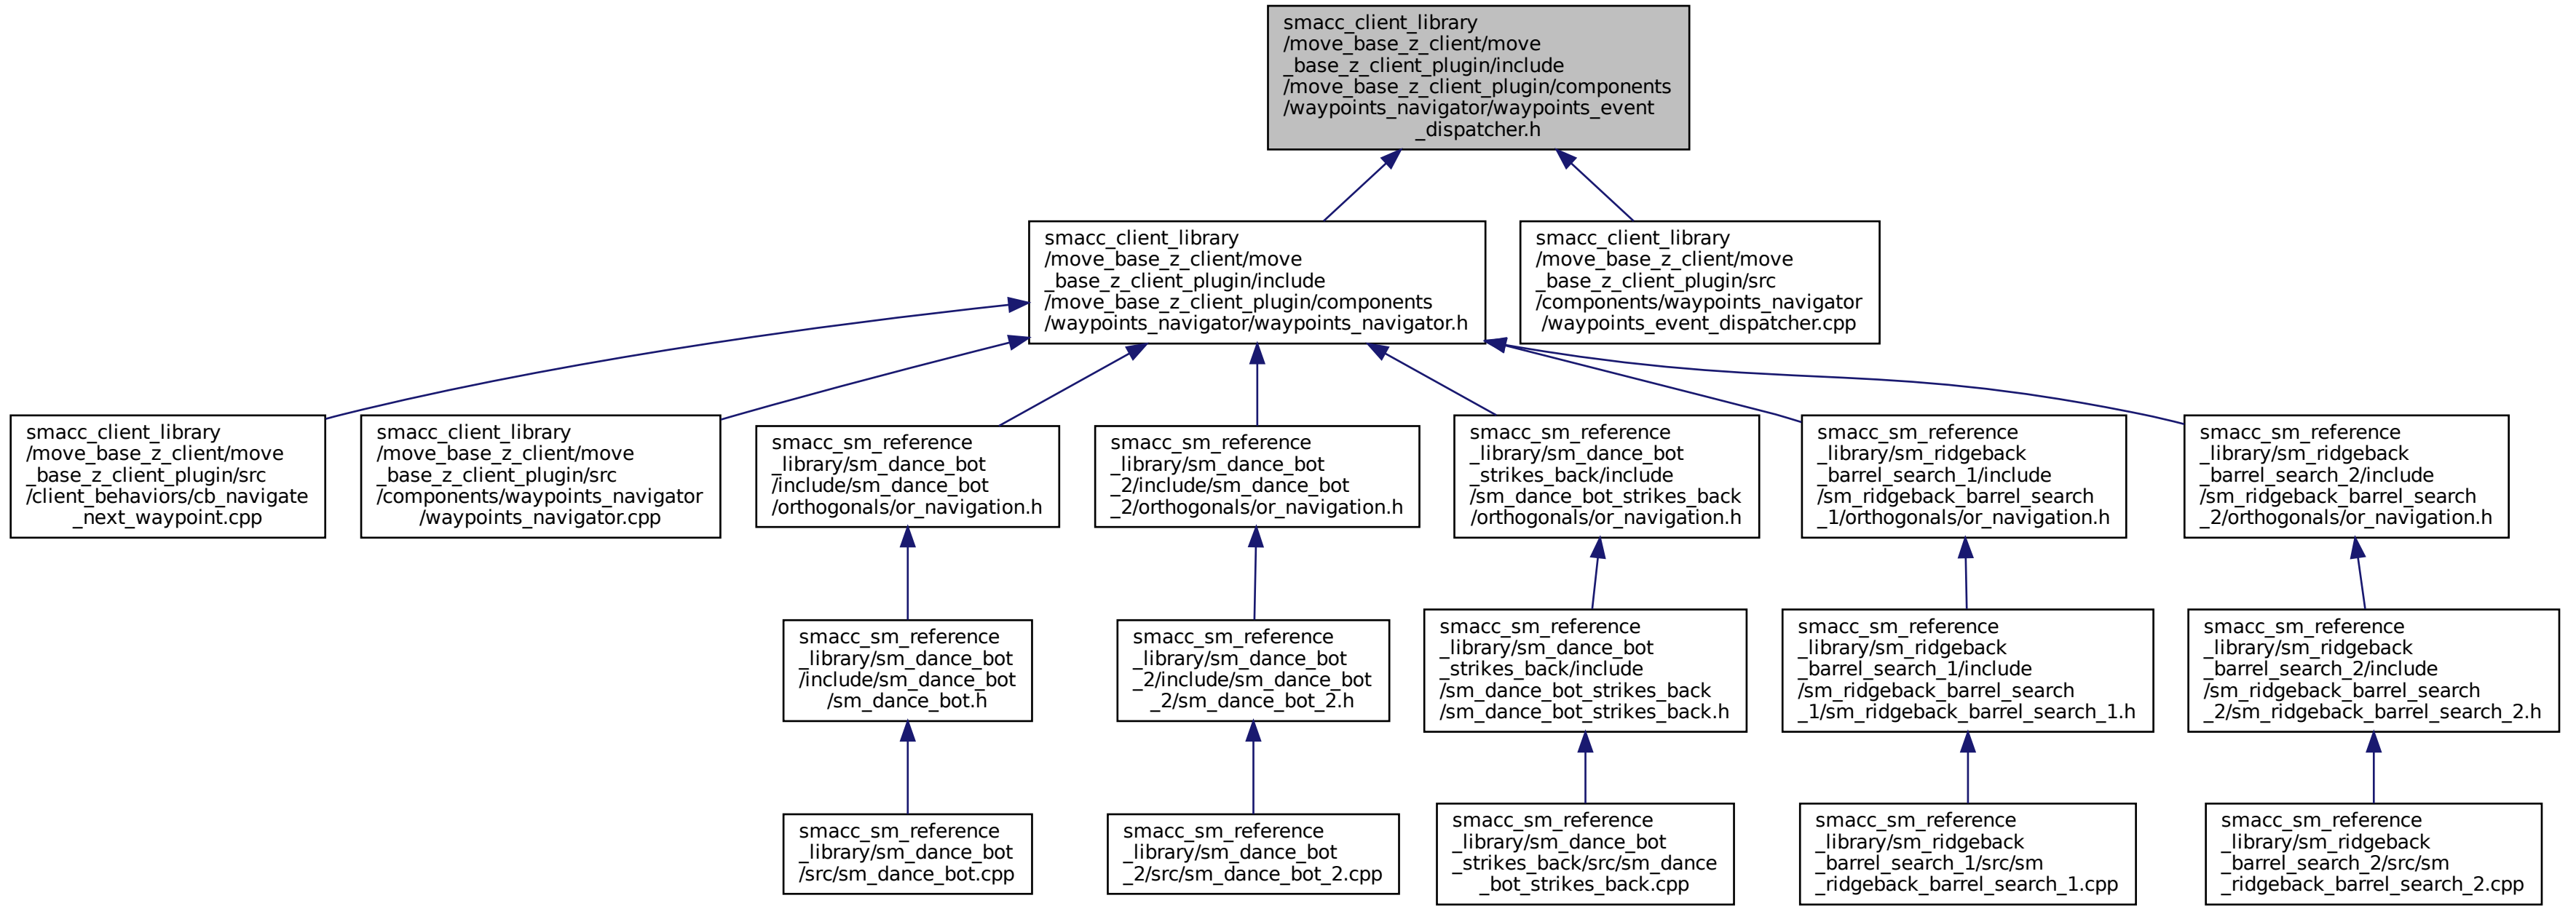 smacc_client_library
/move_base_z_client/move
_base_z_client_plugin/include
/move_base_z_client_plugin/components
/waypoints_navigator/waypoints_event
_dispatcher.h
smacc_client_library
/move_base_z_client/move
_base_z_client_plugin/include
/move_base_z_client_plugin/components
/waypoints_navigator/waypoints_navigator.h
smacc_client_library
/move_base_z_client/move
_base_z_client_plugin/src
/components/waypoints_navigator
/waypoints_event_dispatcher.cpp
smacc_client_library
/move_base_z_client/move
_base_z_client_plugin/src
/client_behaviors/cb_navigate
_next_waypoint.cpp
smacc_client_library
/move_base_z_client/move
_base_z_client_plugin/src
/components/waypoints_navigator
/waypoints_navigator.cpp
smacc_sm_reference
_library/sm_dance_bot
/include/sm_dance_bot
/orthogonals/or_navigation.h
smacc_sm_reference
_library/sm_dance_bot
_2/include/sm_dance_bot
_2/orthogonals/or_navigation.h
smacc_sm_reference
_library/sm_dance_bot
_strikes_back/include
/sm_dance_bot_strikes_back
/orthogonals/or_navigation.h
smacc_sm_reference
_library/sm_ridgeback
_barrel_search_1/include
/sm_ridgeback_barrel_search
_1/orthogonals/or_navigation.h
smacc_sm_reference
_library/sm_ridgeback
_barrel_search_2/include
/sm_ridgeback_barrel_search
_2/orthogonals/or_navigation.h
smacc_sm_reference
_library/sm_dance_bot
/include/sm_dance_bot
/sm_dance_bot.h
smacc_sm_reference
_library/sm_dance_bot
_2/include/sm_dance_bot
_2/sm_dance_bot_2.h
smacc_sm_reference
_library/sm_dance_bot
_strikes_back/include
/sm_dance_bot_strikes_back
/sm_dance_bot_strikes_back.h
smacc_sm_reference
_library/sm_ridgeback
_barrel_search_1/include
/sm_ridgeback_barrel_search
_1/sm_ridgeback_barrel_search_1.h
smacc_sm_reference
_library/sm_ridgeback
_barrel_search_2/include
/sm_ridgeback_barrel_search
_2/sm_ridgeback_barrel_search_2.h
smacc_sm_reference
_library/sm_dance_bot
/src/sm_dance_bot.cpp
smacc_sm_reference
_library/sm_dance_bot
_2/src/sm_dance_bot_2.cpp
smacc_sm_reference
_library/sm_dance_bot
_strikes_back/src/sm_dance
_bot_strikes_back.cpp
smacc_sm_reference
_library/sm_ridgeback
_barrel_search_1/src/sm
_ridgeback_barrel_search_1.cpp
smacc_sm_reference
_library/sm_ridgeback
_barrel_search_2/src/sm
_ridgeback_barrel_search_2.cpp